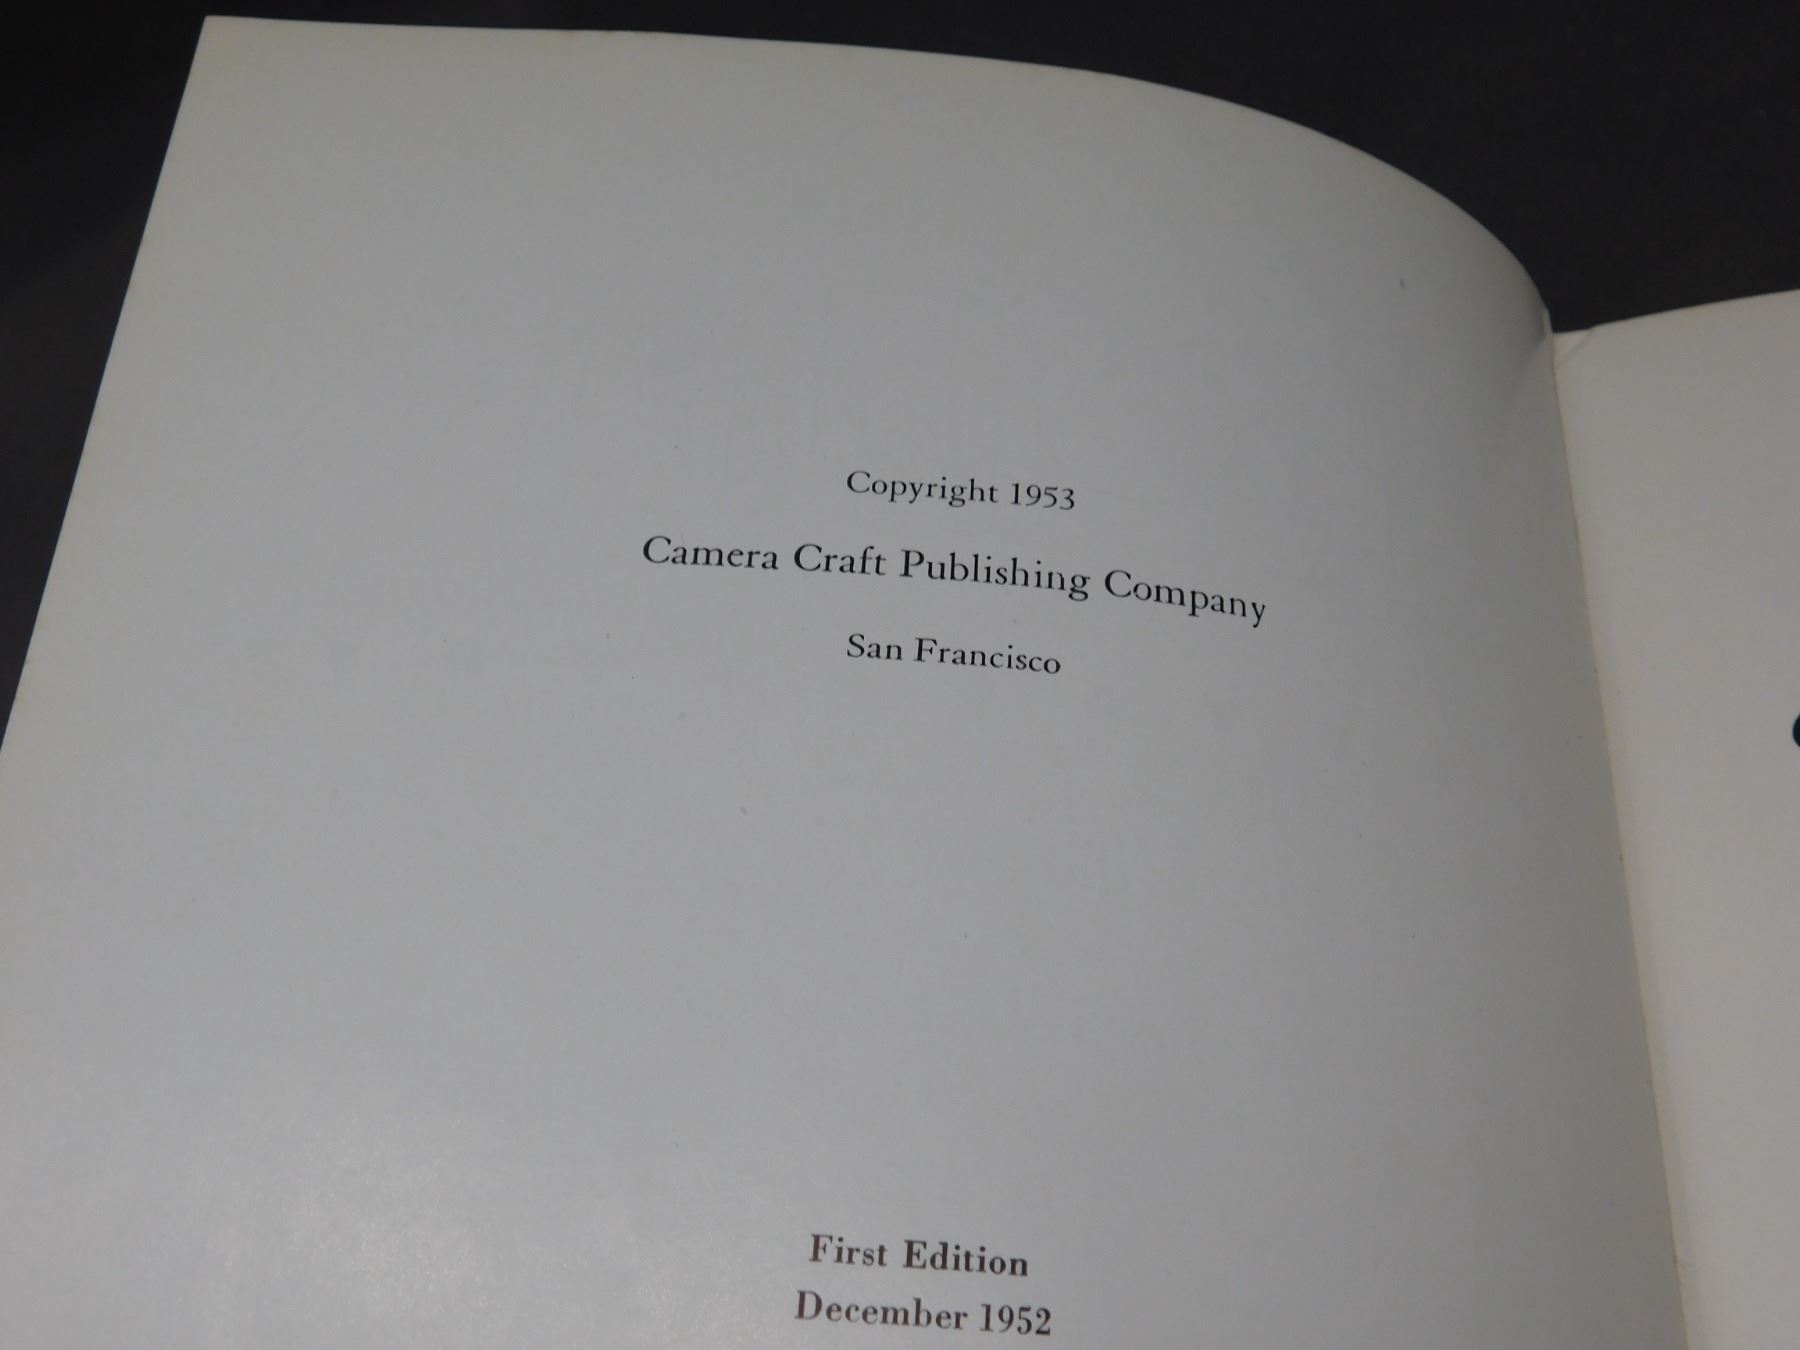 Copyright 1953
Camera Craft Publishing Company
San Francisco
First Edition
December 1952